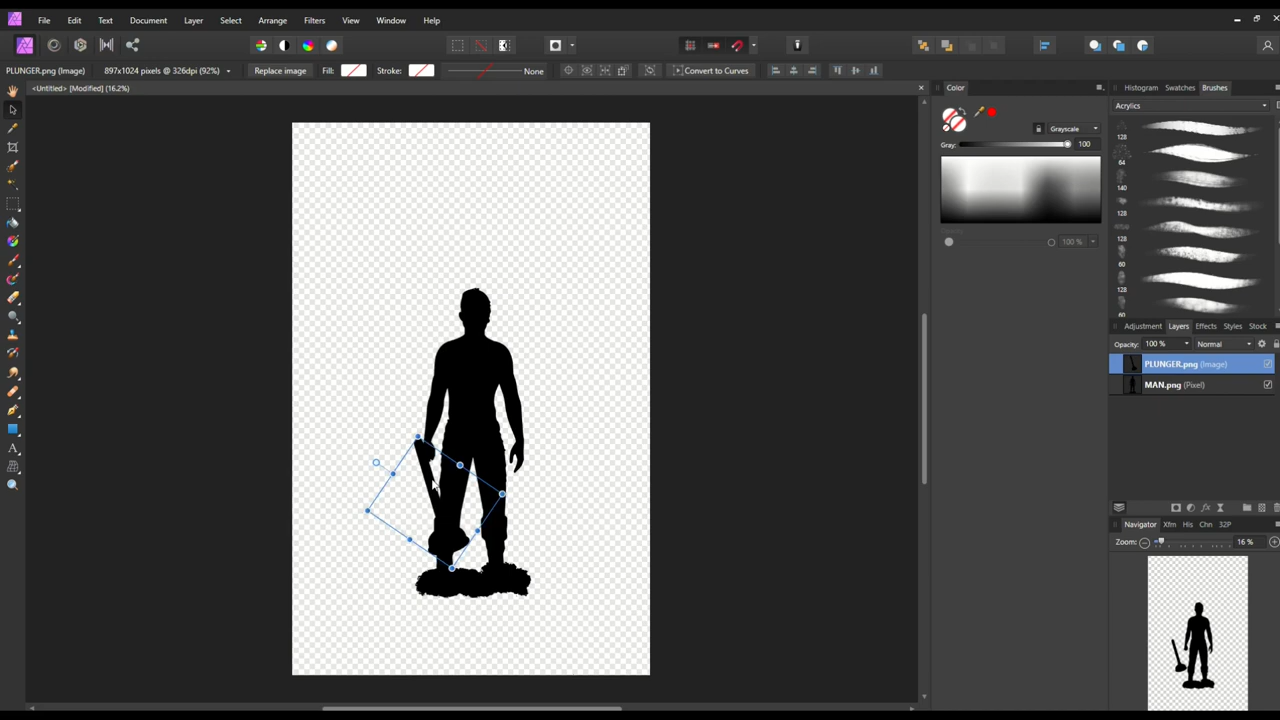 File Edit Text Document Layer Select Arrange Filters View Window Help
PLUNGER.png (Image) 897x1024 pixels @ 326dpi (92%) Replace image Fill: Stroke: None Convert to Curves
<Untitled> [Modified] (16.2%)
Color
Grayscale
Gray: 100
Opacity
100 %
Histogram Swatches Brushes
Acrylics
128
64
140
128
128
60
128
60
Adjustment Layers Effects Styles Stock
Opacity: 100 % Normal
PLUNGER.png (Image)
MAN.png (Pixel)
Navigator Xfm His Chn 32P
Zoom: 16 %